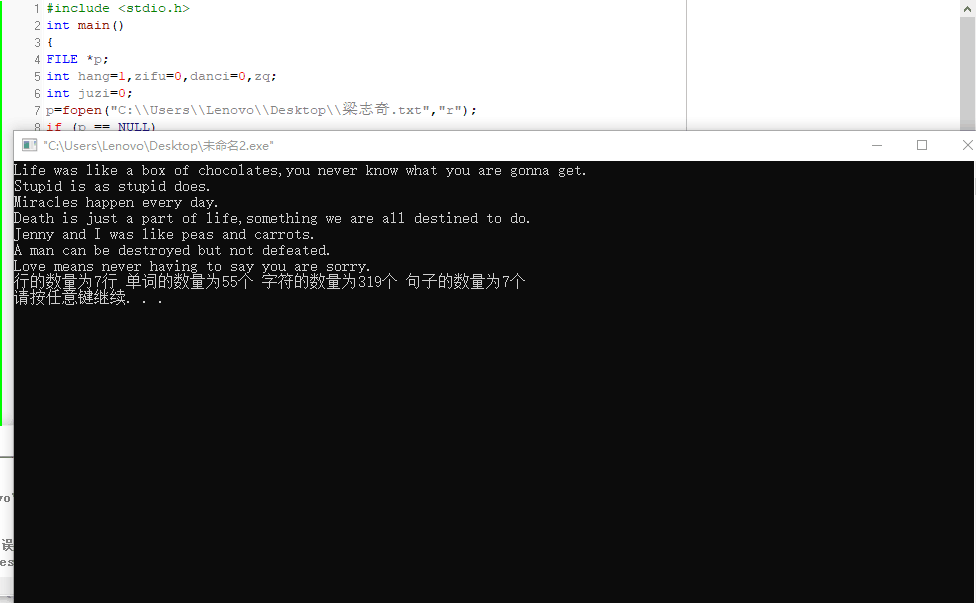 1 #include <stdio.h>
2 int main()
3 {
4 FILE *p;
5 int hang=1,zifu=0,danci=0,zq;
6 int juzi=0;
7 p=fopen("C:\\Users\\Lenovo\\Desktop\\梁志奇.txt","r");
8 if (p == NULL)
"C:\Users\Lenovo\Desktop\未命名2.exe"
Life was like a box of chocolates,you never know what you are gonna get.
Stupid is as stupid does.
Miracles happen every day.
Death is just a part of life,something we are all destined to do.
Jenny and I was like peas and carrots.
A man can be destroyed but not defeated.
Love means never having to say you are sorry.
行的数量为7行 单词的数量为55个 字符的数量为319个 句子的数量为7个
请按任意键继续. . .
误
es